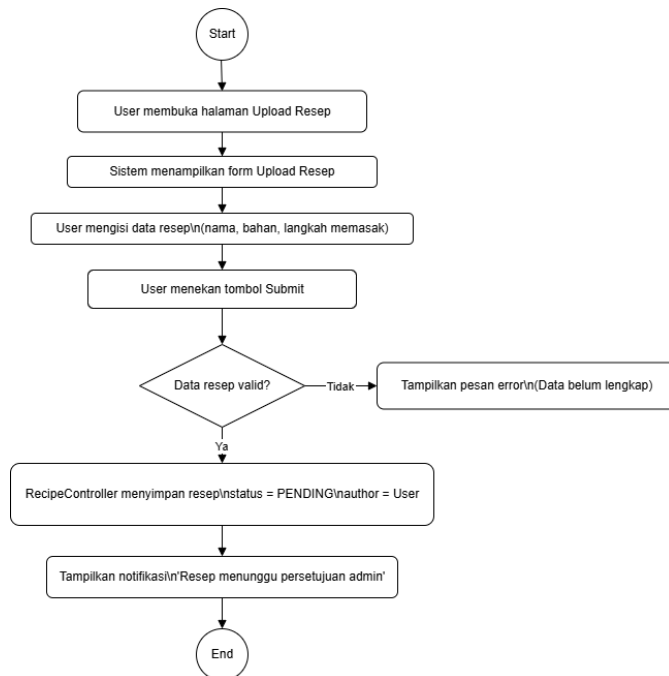 Start
User membuka halaman Upload Resep
Sistem menampilkan form Upload Resep
User mengisi data resep\n(nama, bahan, langkah memasak)
User menekan tombol Submit
Data resep valid?
Tidak
Tampilkan pesan error\n(Data belum lengkap)
Ya
RecipeController menyimpan resep\nstatus = PENDING\nauthor = User
Tampilkan notifikasi\n'Resep menunggu persetujuan admin'
End